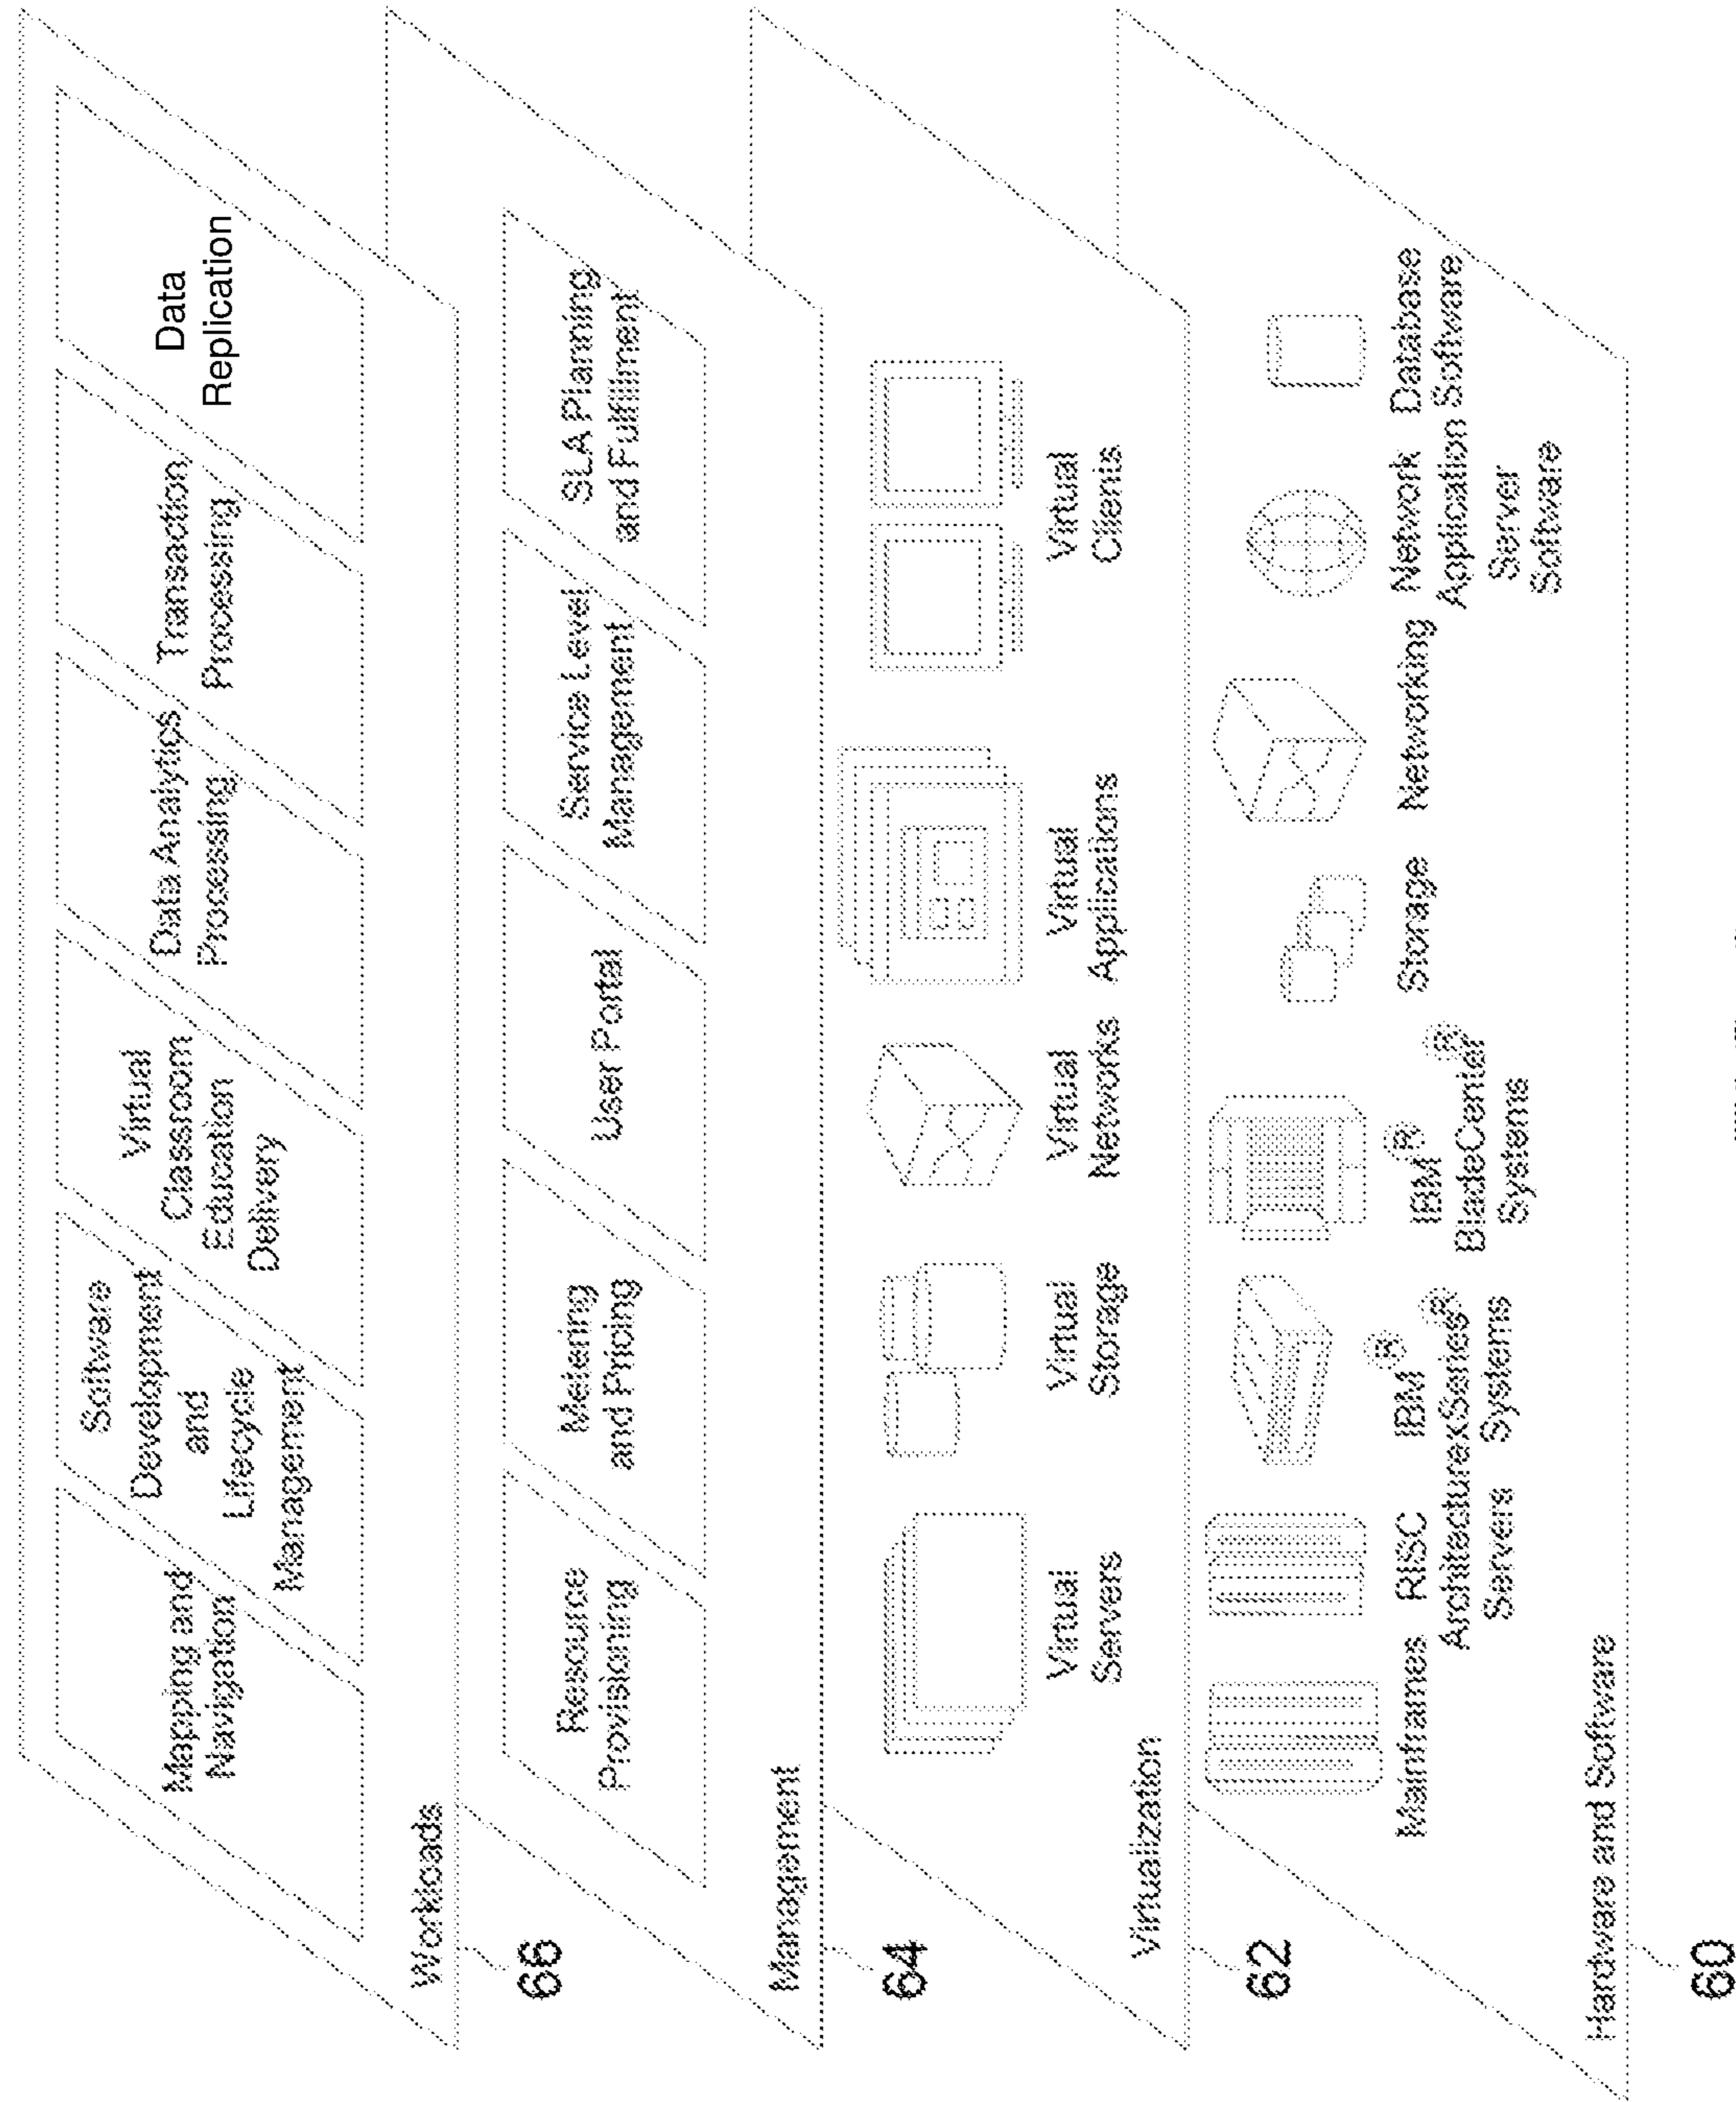 Mapping and
Navigation
Software
Development
and
Lifecycle
Management
Virtual
Classroom
Education
Delivery
Data Analytics
Processing
Transaction
Processing
Data
Replication
Workloads
66
Resource
Provisioning
Metering
and Pricing
User Portal
Service Level
Management
SLA Planning
and Fulfillment
Management
64
Virtual
Servers
Virtual
Storage
Virtual
Networks
Virtual
Applications
Virtual
Clients
Virtualization
62
Mainframes
RISC
Architecture
Servers
IBM®
xSeries®
Systems
IBM®
BladeCenter®
Systems
Storage
Networking
Network
Application
Server
Software
Database
Software
Hardware and Software
60